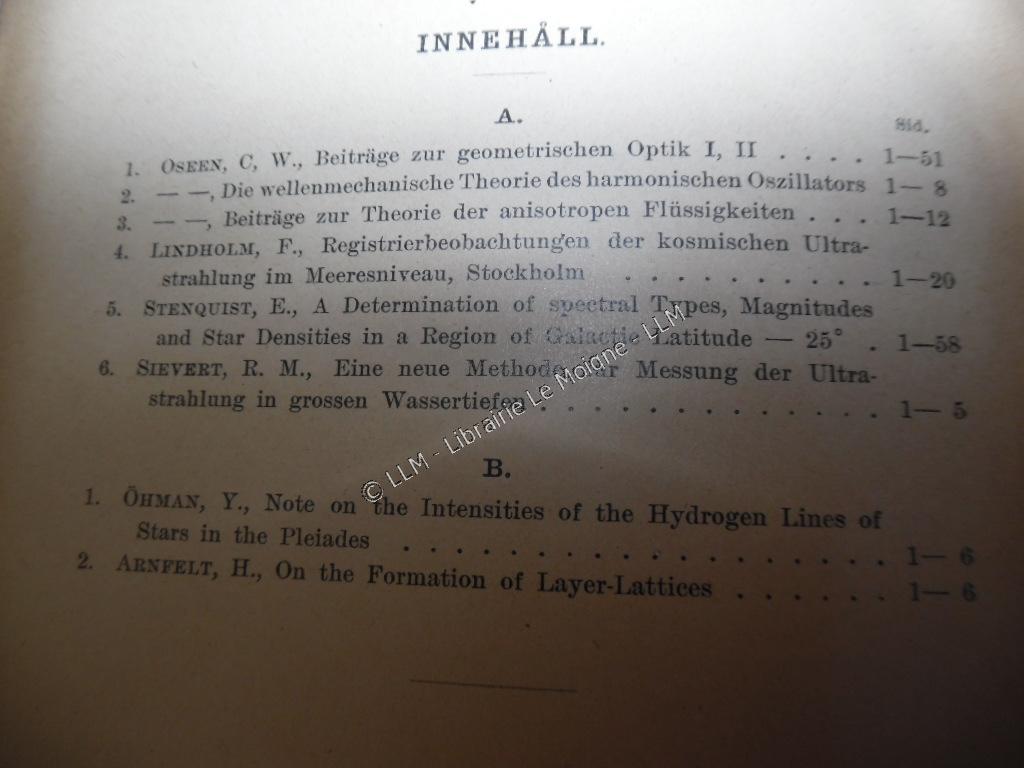 INNEHÅLL.
A.
Sid.
1. OSEEN, C, W., Beiträge zur geometrischen Optik I, II . . . . 1—51
2. — —, Die wellenmechanische Theorie des harmonischen Oszillators 1— 8
3. — —, Beiträge zur Theorie der anisotropen Flüssigkeiten . . . 1—12
4. LINDHOLM, F., Registrierbeobachtungen der kosmischen Ultra-
strahlung im Meeresniveau, Stockholm . . . . . . . . . . 1—20
5. STENQUIST, E., A Determination of spectral Types, Magnitudes
and Star Densities in a Region of Galactic Latitude — 25° . 1—58
6. SIEVERT, R. M., Eine neue Methode zur Messung der Ultra-
strahlung in grossen Wassertiefen . . . . . . . . . . . . . 1— 5
© LLM - Librairie Le Moigne - LLM
B.
1. ÖHMAN, Y., Note on the Intensities of the Hydrogen Lines of
Stars in the Pleiades . . . . . . . . . . . . . . . . . . 1— 6
2. ARNFELT, H., On the Formation of Layer-Lattices . . . . . . 1— 6